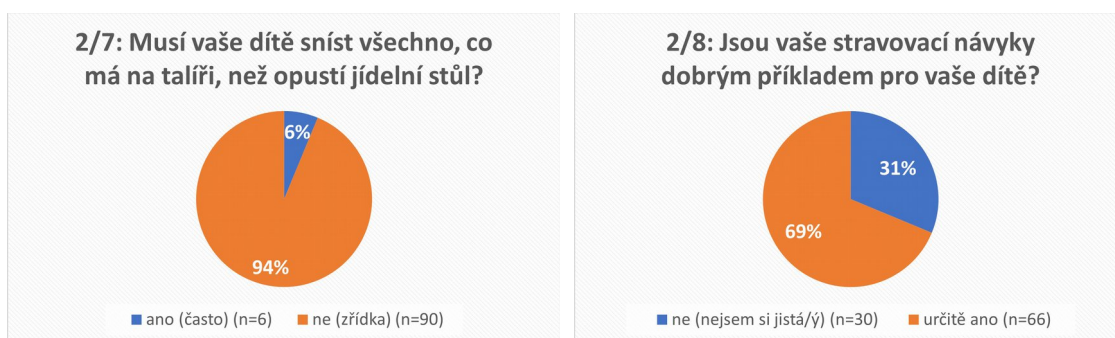 2/7: Musí vaše dítě sníst všechno, co
má na talíři, než opustí jídelní stůl?
6%
94%
ano (často) (n=6) ne (zřídka) (n=90)
2/8: Jsou vaše stravovací návyky
dobrým příkladem pro vaše dítě?
31%
69%
ne (nejsem si jistá/ý) (n=30) určitě ano (n=66)